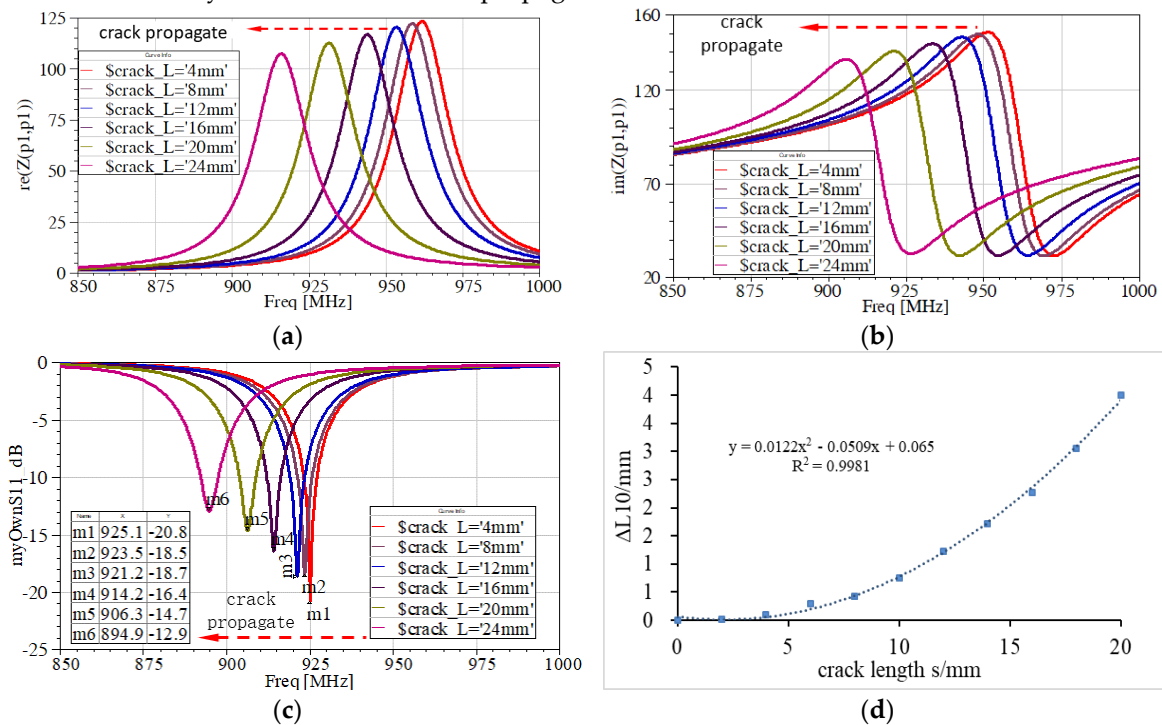 125
100
75
50
25
0
re(Z(p1,p1))
crack propagate
Curve Info
$crack_L='4mm'
$crack_L='8mm'
$crack_L='12mm'
$crack_L='16mm'
$crack_L='20mm'
$crack_L='24mm'
850 875 900 925 950 975 1000
Freq [MHz]
(a)
160
120
70
20
im(Z(p1,p1))
crack
propagate
Curve Info
$crack_L='4mm'
$crack_L='8mm'
$crack_L='12mm'
$crack_L='16mm'
$crack_L='20mm'
$crack_L='24mm'
850 875 900 925 950 975 1000
Freq [MHz]
(b)
0
-5
-10
-15
-20
-25
myOwnS11_dB
m6
m5
m4
m3
m2
m1
Name X Y
m1 925.1 -20.8
m2 923.5 -18.5
m3 921.2 -18.7
m4 914.2 -16.4
m5 906.3 -14.7
m6 894.9 -12.9
crack
propagate
Curve Info
$crack_L='4mm'
$crack_L='8mm'
$crack_L='12mm'
$crack_L='16mm'
$crack_L='20mm'
$crack_L='24mm'
850 875 900 925 950 975 1000
Freq [MHz]
(c)
5
4
4
3
3
2
2
1
1
0
ΔL10/mm
y = 0.0122x² - 0.0509x + 0.065
R² = 0.9981
0 5 10 15 20
crack length s/mm
(d)